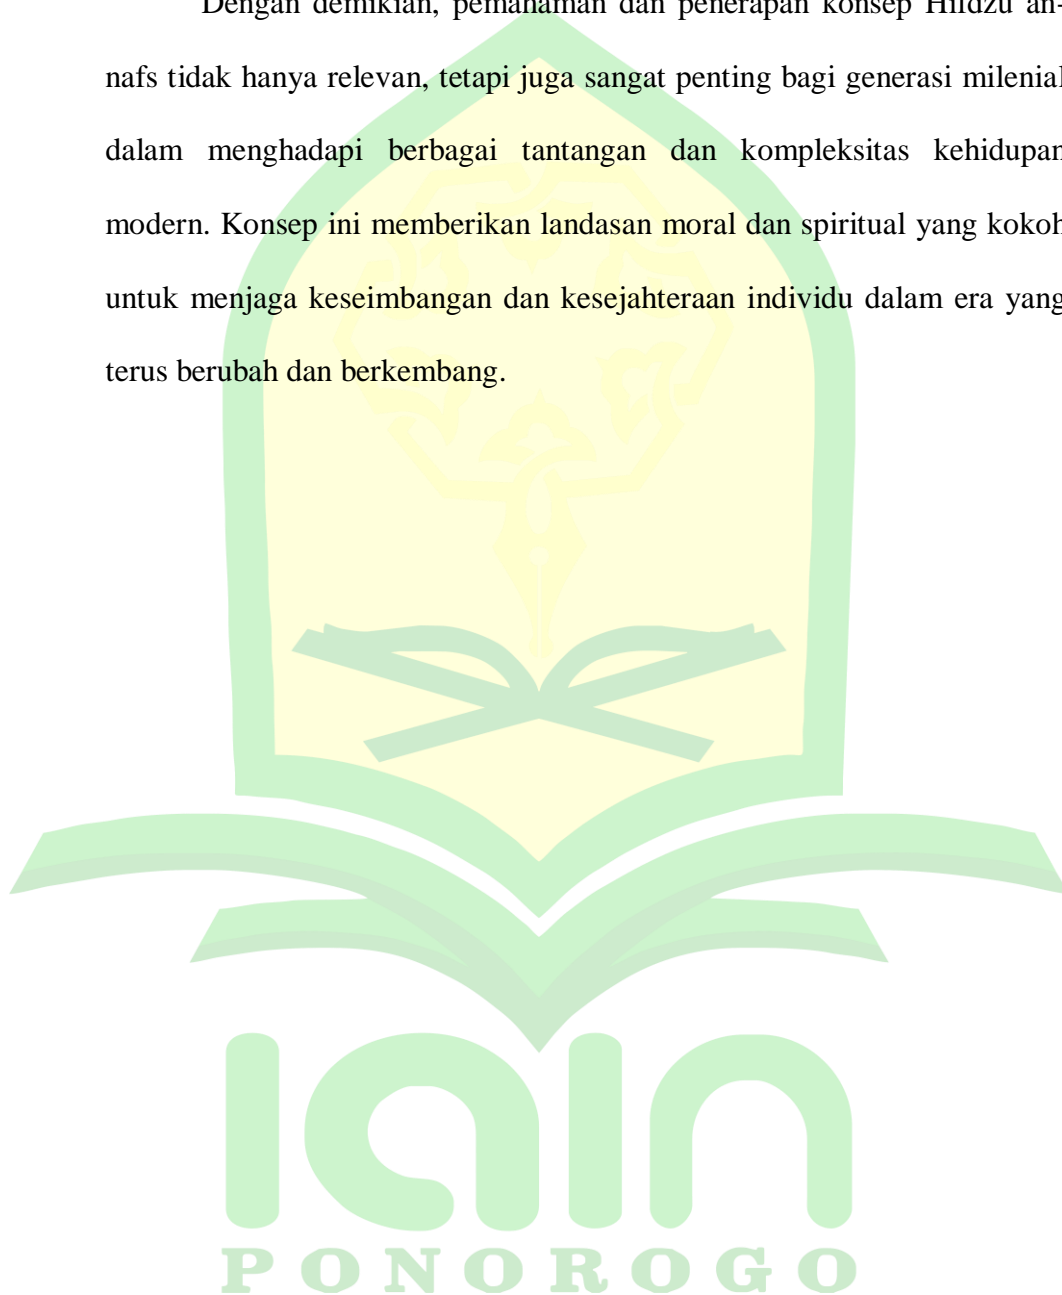 Dengan demikian, pemahaman dan penerapan konsep Hifdzu an-
nafs tidak hanya relevan, tetapi juga sangat penting bagi generasi milenial
dalam menghadapi berbagai tantangan dan kompleksitas kehidupan
modern. Konsep ini memberikan landasan moral dan spiritual yang kokoh
untuk menjaga keseimbangan dan kesejahteraan individu dalam era yang
terus berubah dan berkembang.
IAIN
PONOROGO